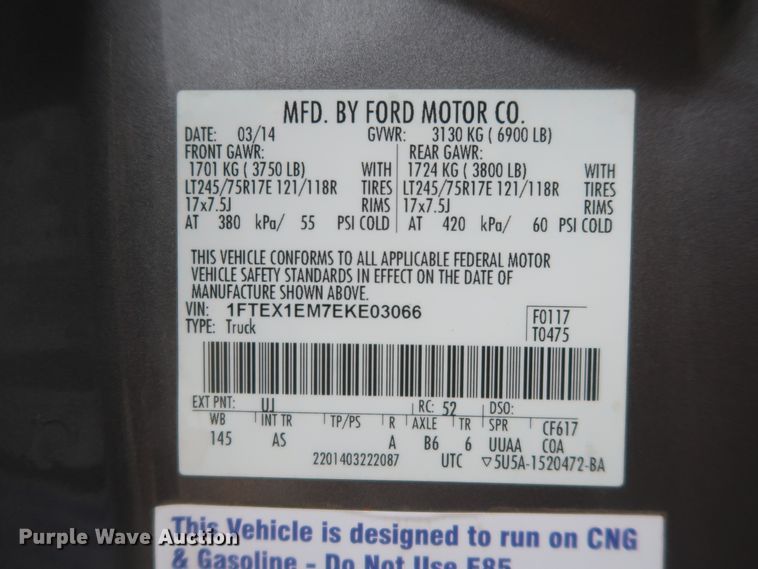 MFD. BY FORD MOTOR CO.
DATE: 03/14 GVWR: 3130 KG ( 6900 LB)
FRONT GAWR: REAR GAWR:
1701 KG ( 3750 LB) WITH 1724 KG ( 3800 LB) WITH
LT245/75R17E 121/118R TIRES LT245/75R17E 121/118R TIRES
17x7.5J RIMS 17x7.5J RIMS
AT 380 kPa/ 55 PSI COLD AT 420 kPa/ 60 PSI COLD
THIS VEHICLE CONFORMS TO ALL APPLICABLE FEDERAL MOTOR
VEHICLE SAFETY STANDARDS IN EFFECT ON THE DATE OF
MANUFACTURE SHOWN ABOVE.
VIN: 1FTEX1EM7EKE03066 F0117
TYPE: Truck T0475
EXT PNT: UJ RC: 52 DSO:
WB INT TR TP/PS R AXLE TR SPR CF617
145 AS A B6 6 UUAA COA
2201403222087 UTC ▽5U5A-1520472-BA
This Vehicle is designed to run on CNG
& Gasoline - Do Not Use E85
Purple Wave Auction